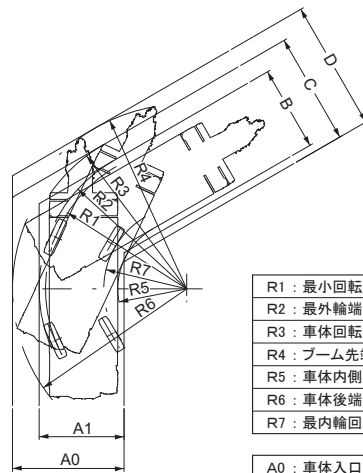 D
C
B
R4
R3
R2
R1
R7
R5
R6
A1
A0
R1：最小回転
R2：最外輪端
R3：車体回転
R4：ブーム先
R5：車体内側
R6：車体後端
R7：最内輪回
A0：車体入口